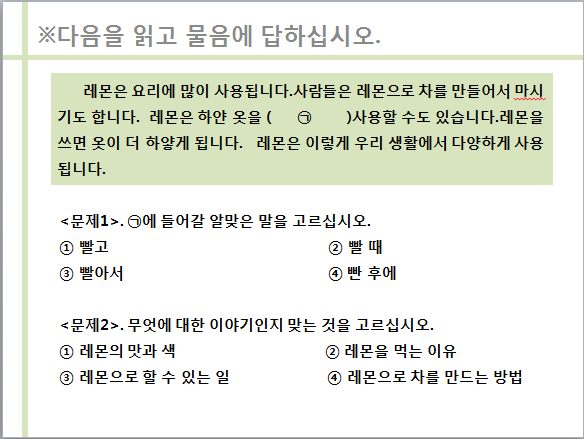 ※다음을 읽고 물음에 답하십시오.
레몬은 요리에 많이 사용됩니다.사람들은 레몬으로 차를 만들어서 마시
기도 합니다. 레몬은 하얀 옷을 ( ㉠ )사용할 수도 있습니다.레몬을
쓰면 옷이 더 하얗게 됩니다. 레몬은 이렇게 우리 생활에서 다양하게 사용
됩니다.
<문제1>. ㉠에 들어갈 알맞은 말을 고르십시오.
① 빨고 ② 빨 때
③ 빨아서 ④ 빤 후에
<문제2>. 무엇에 대한 이야기인지 맞는 것을 고르십시오.
① 레몬의 맛과 색 ② 레몬을 먹는 이유
③ 레몬으로 할 수 있는 일 ④ 레몬으로 차를 만드는 방법